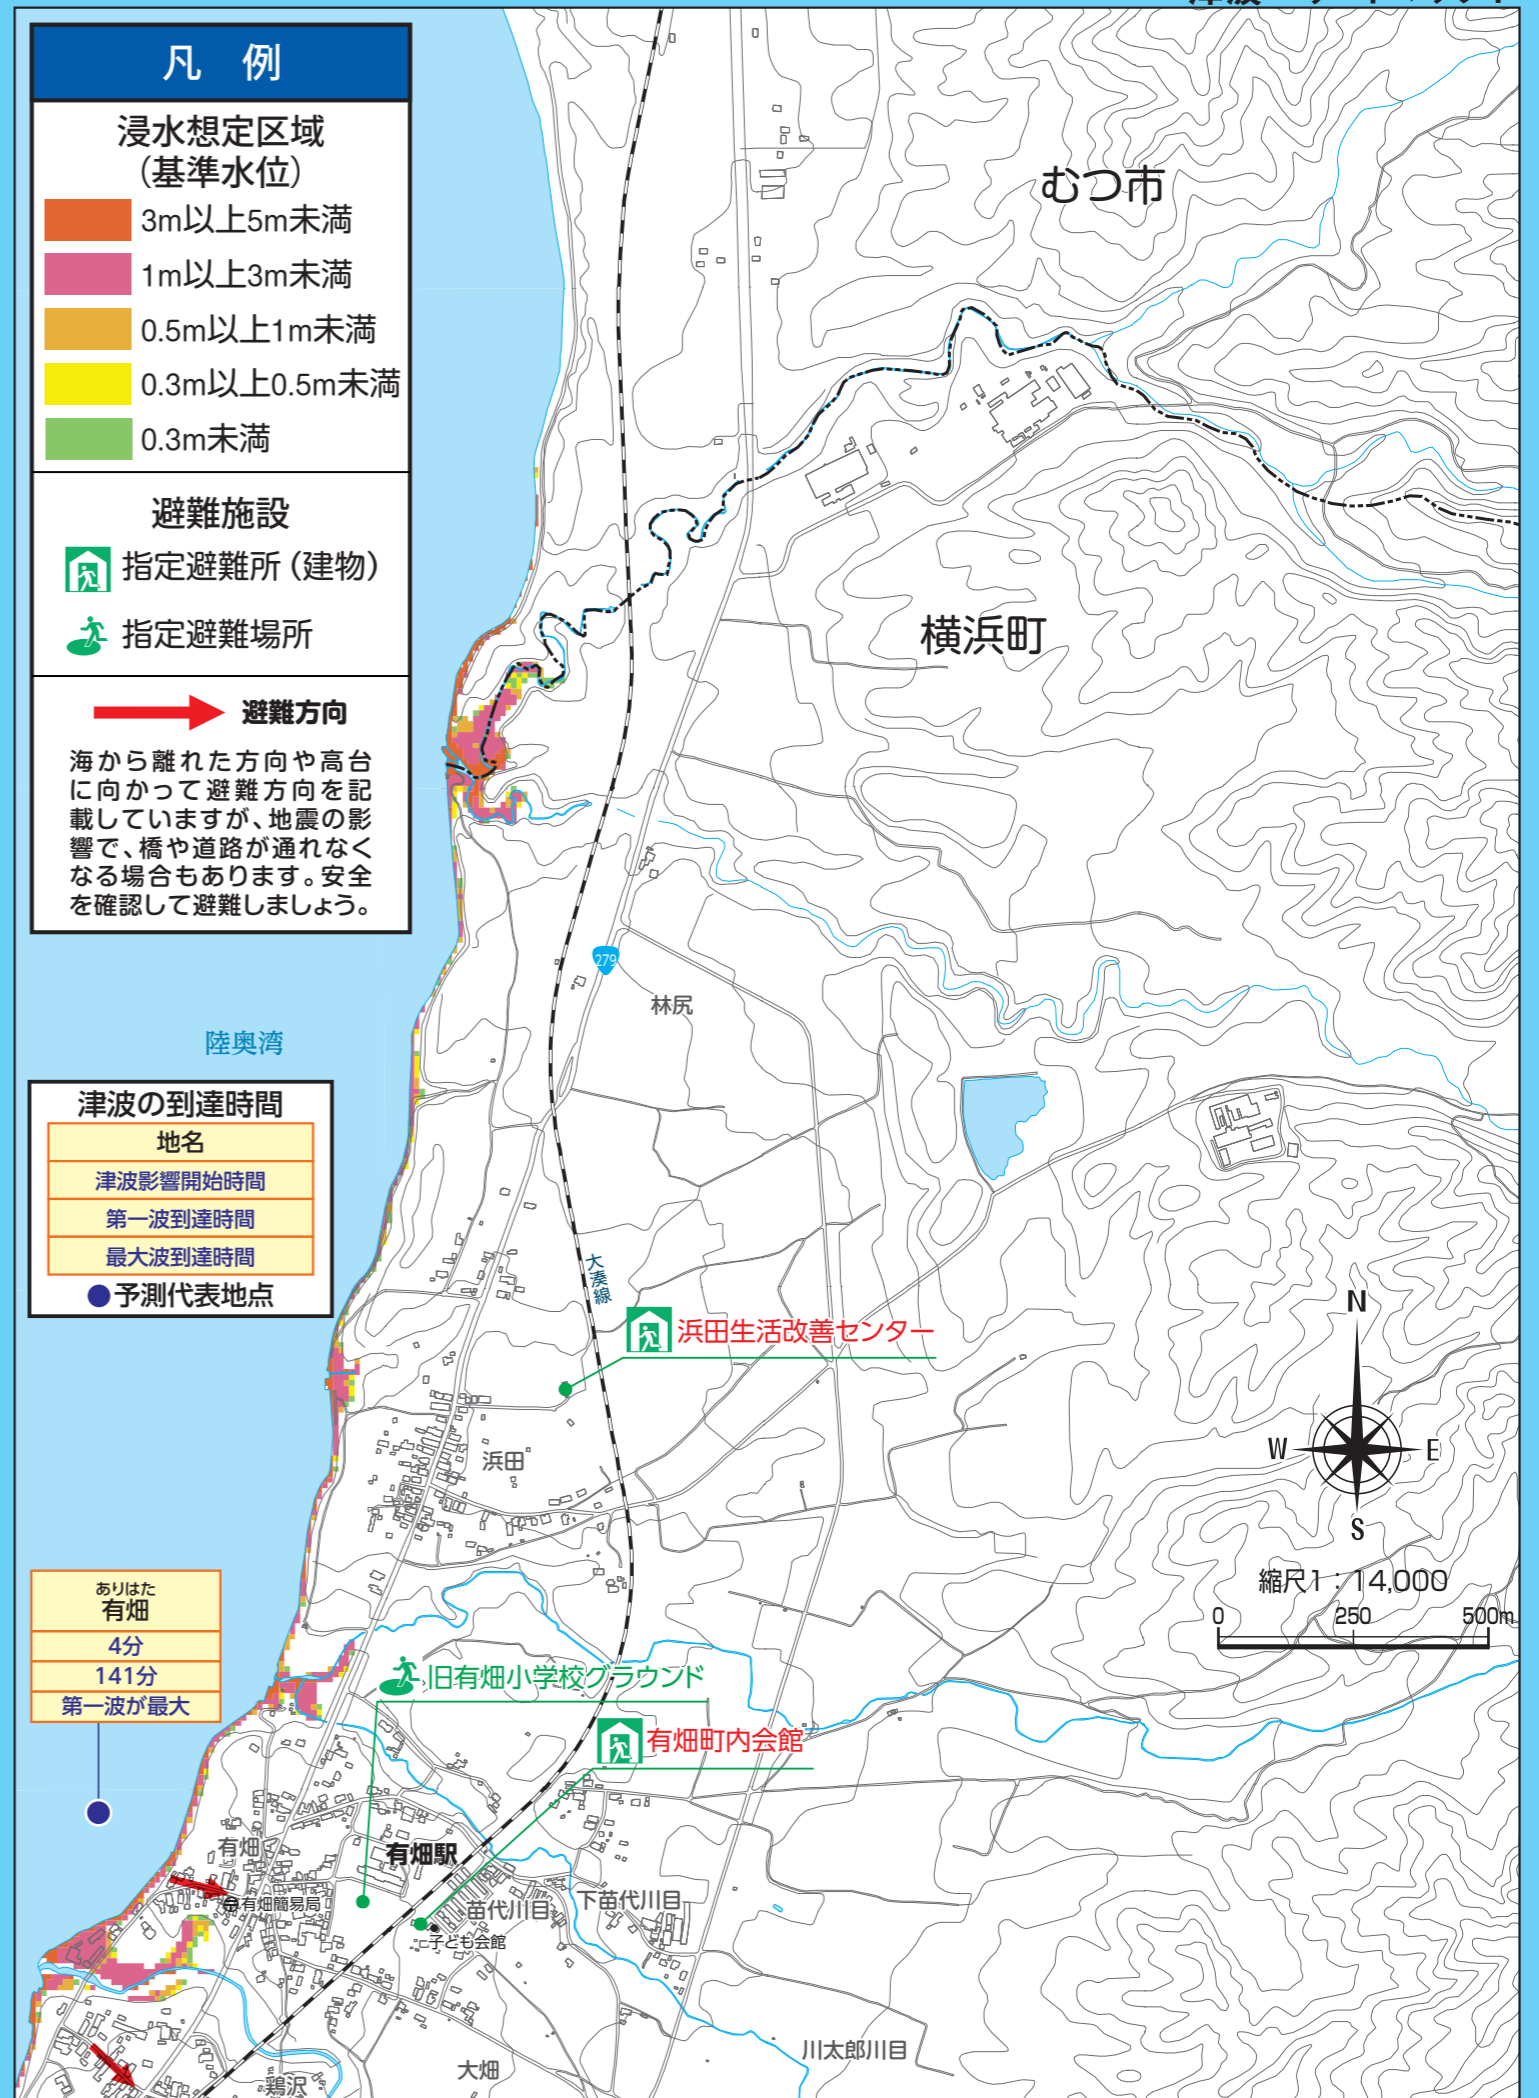 凡 例
浸水想定区域
(基準水位)
3m以上5m未満
1m以上3m未満
0.5m以上1m未満
0.3m以上0.5m未満
0.3m未満
避難施設
指定避難所(建物)
指定避難場所
避難方向
海から離れた方向や高台
に向かって避難方向を記
載していますが、地震の影
響で、橋や道路が通れなく
なる場合もあります。安全
を確認して避難しましょう。
むつ市
横浜町
279
林尻
陸奥湾
津波の到達時間
地名
津波影響開始時間
第一波到達時間
最大波到達時間
●予測代表地点
大湊線
浜田生活改善センター
浜田
N
W
E
S
縮尺1:14,000
0 250 500m
ありはた
有畑
4分
141分
第一波が最大
旧有畑小学校グラウンド
有畑町内会館
有畑
有畑駅
有畑簡易局
苗代川目
下苗代川目
子ども会館
川太郎川目
大畑
鶏沢